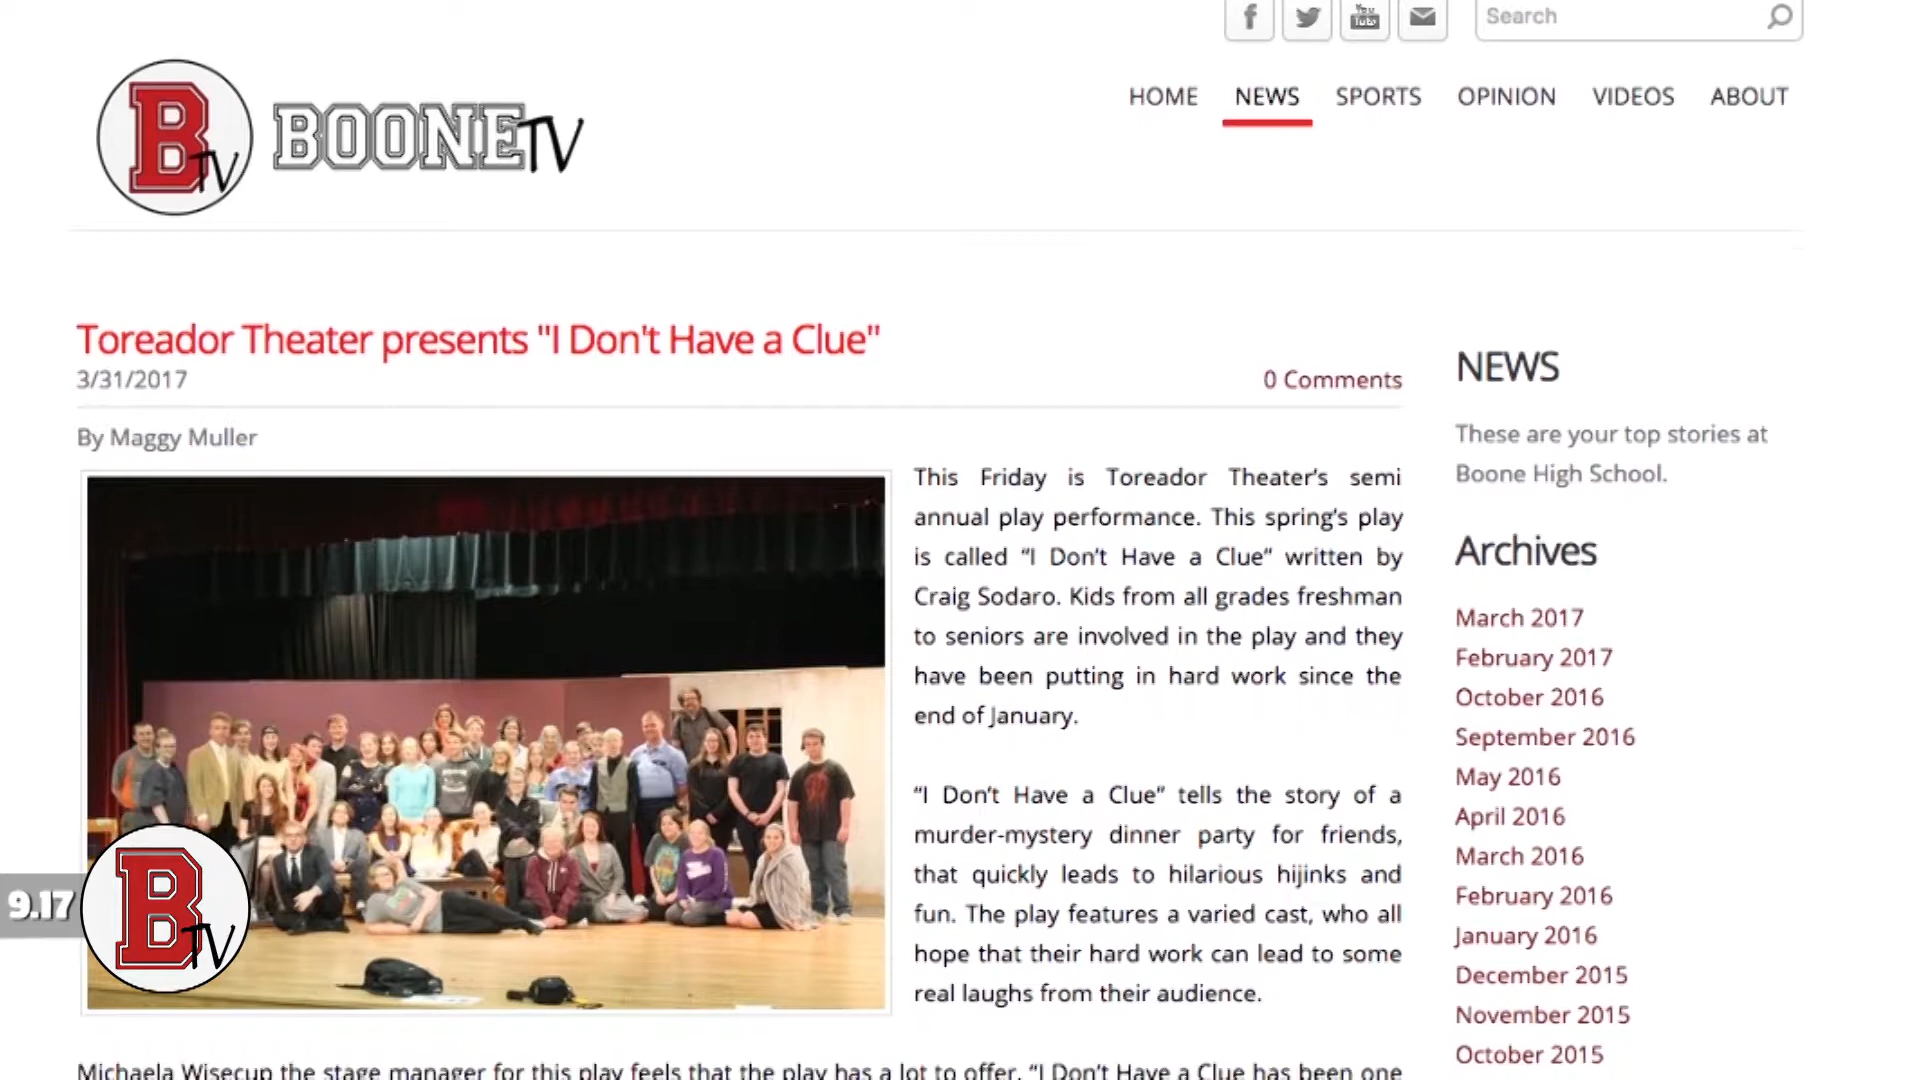 Search
B TV
BOONE TV
HOME NEWS SPORTS OPINION VIDEOS ABOUT
Toreador Theater presents "I Don't Have a Clue"
3/31/2017
0 Comments
By Maggy Muller
This Friday is Toreador Theater's semi
annual play performance. This spring's play
is called “I Don't Have a Clue” written by
Craig Sodaro. Kids from all grades freshman
to seniors are involved in the play and they
have been putting in hard work since the
end of January.
“I Don't Have a Clue” tells the story of a
murder-mystery dinner party for friends,
that quickly leads to hilarious hijinks and
fun. The play features a varied cast, who all
hope that their hard work can lead to some
real laughs from their audience.
Michaela Wisecup the stage manager for this play feels that the play has a lot to offer. “I Don't Have a Clue has been one
NEWS
These are your top stories at
Boone High School.
Archives
March 2017
February 2017
October 2016
September 2016
May 2016
April 2016
March 2016
February 2016
January 2016
December 2015
November 2015
October 2015
9.17
B TV